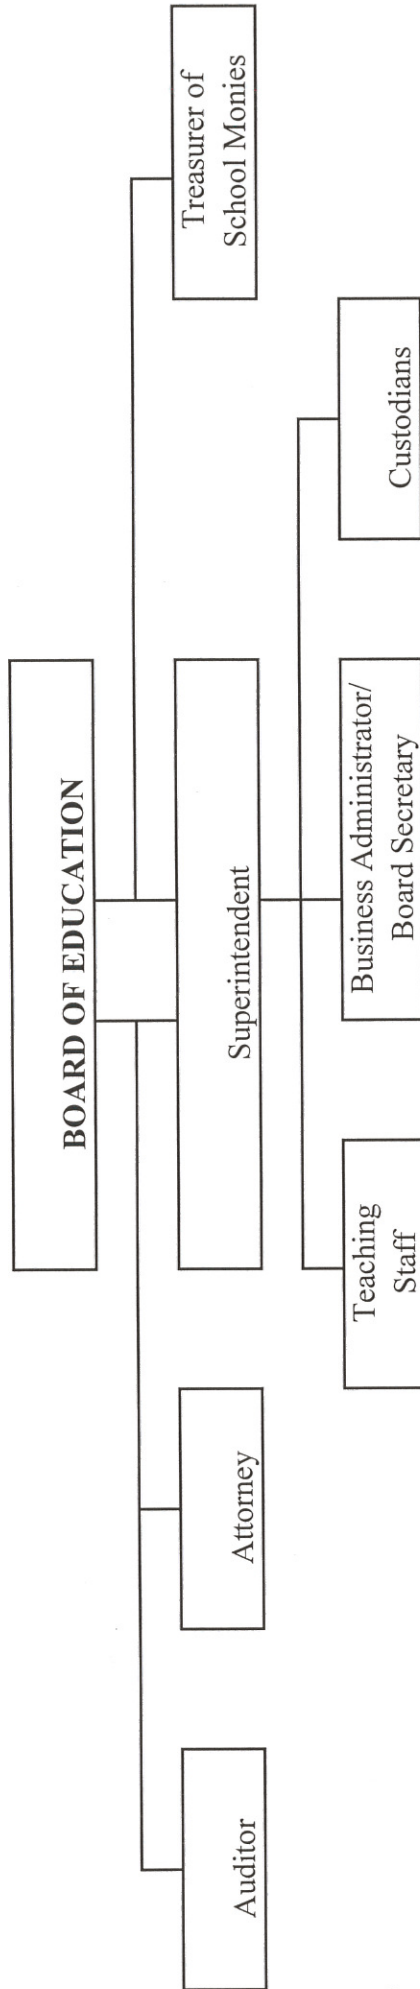 BOARD OF EDUCATION
Auditor
Attorney
Superintendent
Treasurer of
School Monies
Teaching
Staff
Business Administrator/
Board Secretary
Custodians